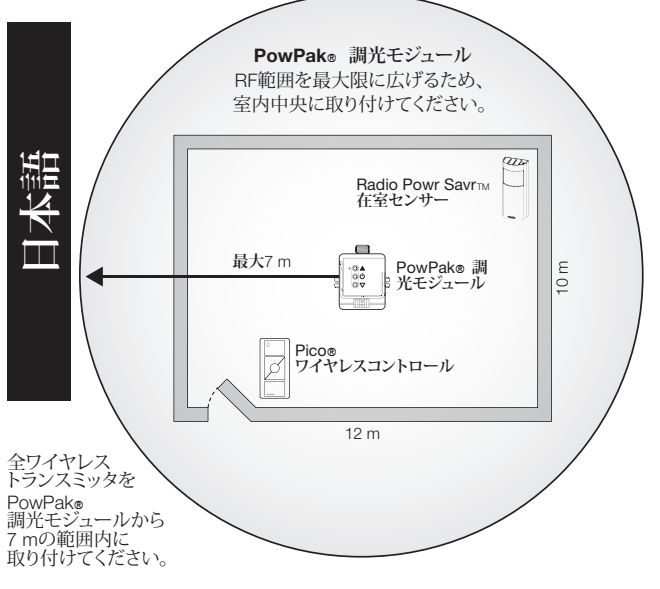 日本語
PowPak® 調光モジュール
RF範囲を最大限に広げるため、
室内中央に取り付けてください。
Radio Powr Savr™
在室センサー
最大7 m
PowPak® 調
光モジュール
10 m
Pico®
ワイヤレスコントロール
12 m
全ワイヤレス
トランスミッタを
PowPak®
調光モジュールから
7 mの範囲内に
取り付けてください。